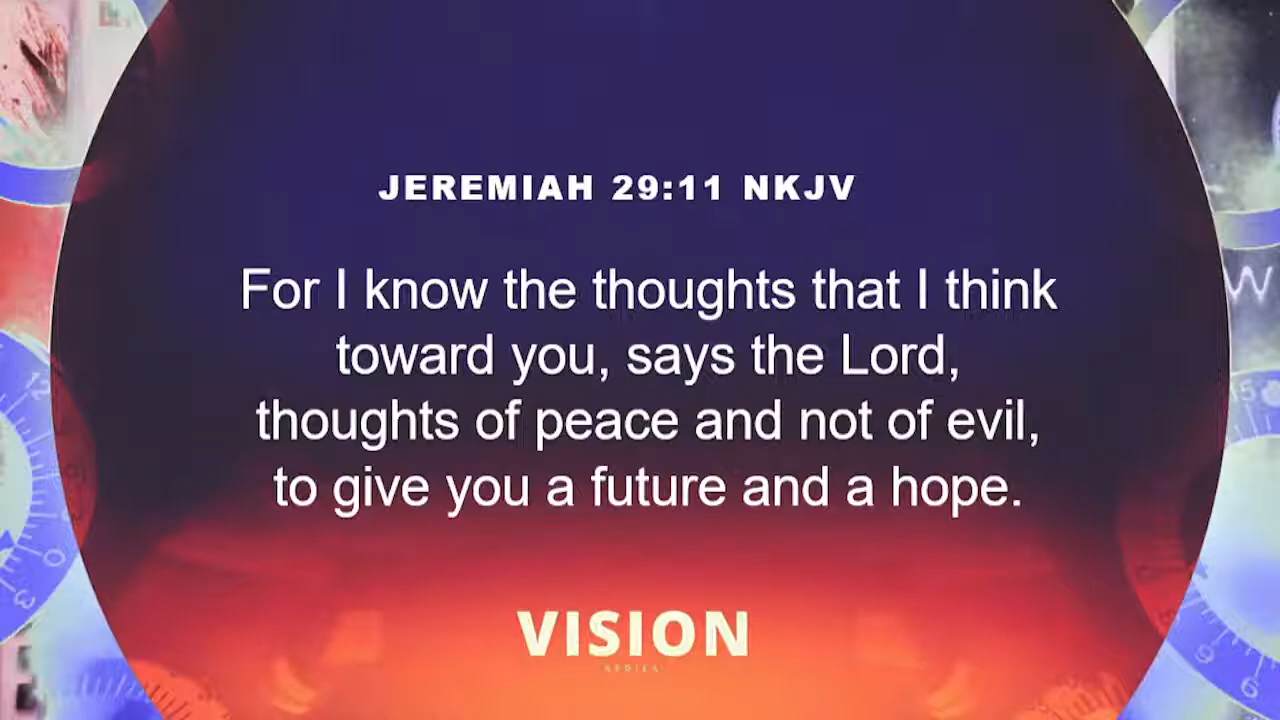 JEREMIAH 29:11 NKJV
For I know the thoughts that I think
toward you, says the Lord,
thoughts of peace and not of evil,
to give you a future and a hope.
VISION
SERIES